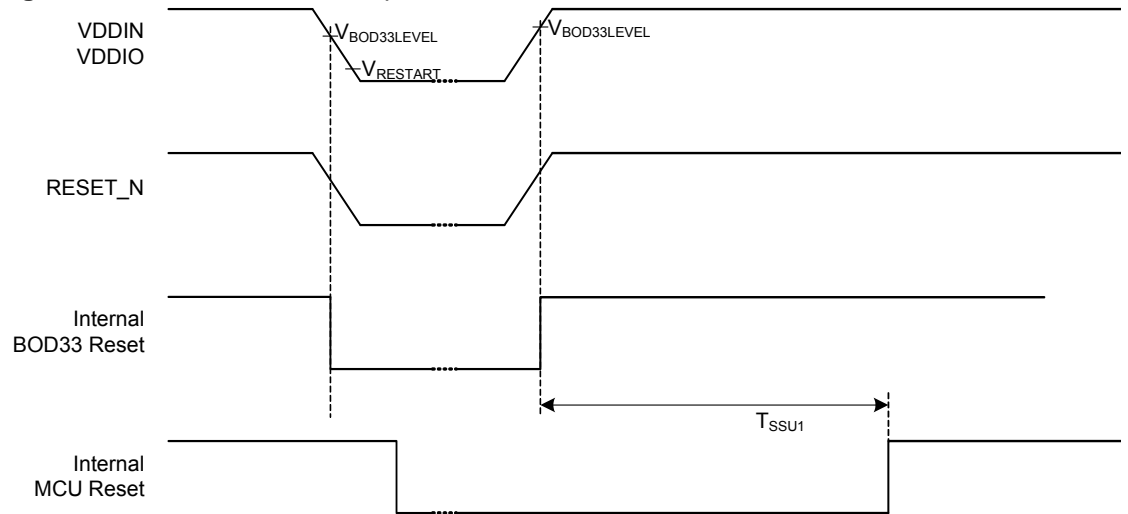 VDDIN
VDDIO
VBOD33LEVEL
VRESTART
VBOD33LEVEL
RESET_N
Internal
BOD33 Reset
TSSU1
Internal
MCU Reset